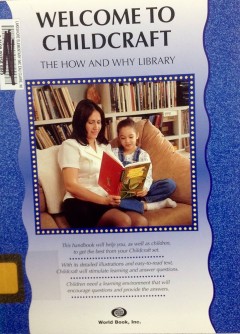 WELCOME TO
CHILDCRAFT
THE HOW AND WHY LIBRARY
This handbook will help you, as well as children,
to get the best from your Childcraft set.
With its detailed illustrations and easy-to-read text,
Childcraft will stimulate learning and answer questions.
Children need a learning environment that will
encourage questions and provide the answers.
World Book, Inc.